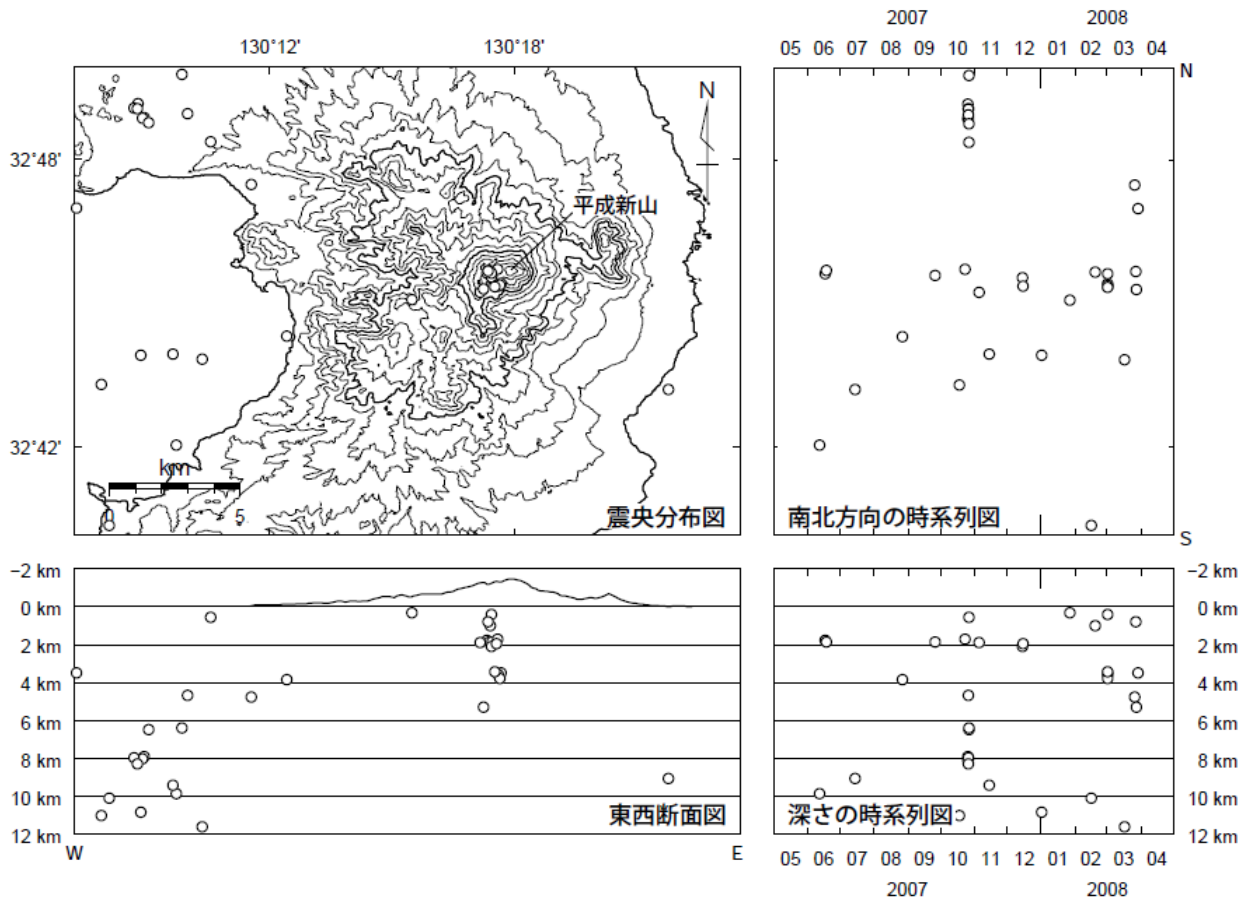 2007 2008
130°12' 130°18' 05 06 07 08 09 10 11 12 01 02 03 04
N
N
32°48'
平成新山
32°42'
km
0 5
震央分布図 南北方向の時系列図
S
−2 km −2 km
0 km 0 km
2 km 2 km
4 km 4 km
6 km 6 km
8 km 8 km
10 km 10 km
東西断面図 深さの時系列図
12 km 12 km
W E
05 06 07 08 09 10 11 12 01 02 03 04
2007 2008